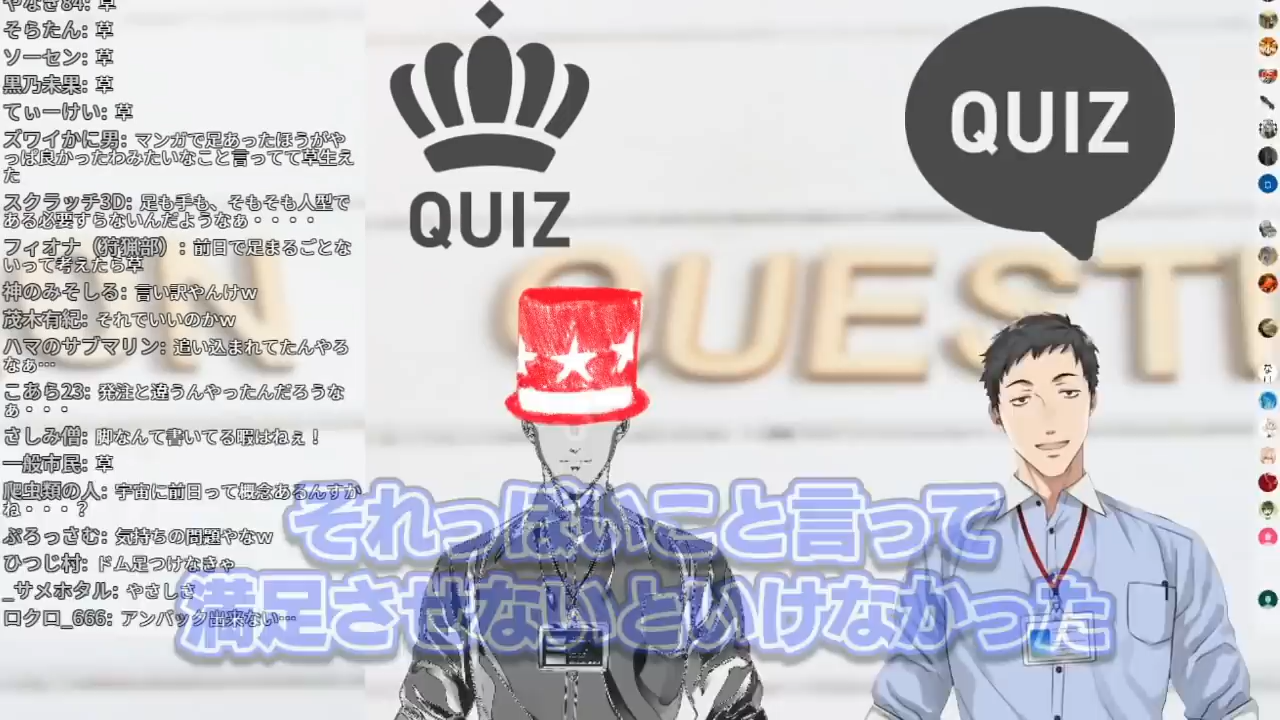 やなぎ84: 草
そらたん: 草
ソーセン: 草
黒乃未果: 草
てぃーけい: 草
ズワイかに男: マンガで足あったほうがや
っぱ良かったわみたいなこと言ってて草生え
た
スクラッチ3D: 足も手も、そもそも人型で
ある必要すらないんだようなぁ・・・・
フィオナ（狩猟部）: 前日で足まるごとな
いって考えたら草
神のみそしる: 言い訳やんけw
茂木有紀: それでいいのかw
ハマのサブマリン: 追い込まれてたんやろ
なぁ…
こあら23: 発注と違うんやったんだろうな
ぁ・・・
さしみ僧: 脚なんて書いてる暇はねぇ！
一般市民: 草
爬虫類の人: 宇宙に前日って概念あるんすか
ね・・・？
ぷろっさむ: 気持ちの問題やなw
ひつじ村: ドム足つけなきゃ
_サメホタル: やさしさ
ロクロ_666: アンパック出来ない…
QUIZ
QUIZ
ON QUESTI
それっぽいこと言って
満足させないといけなかった